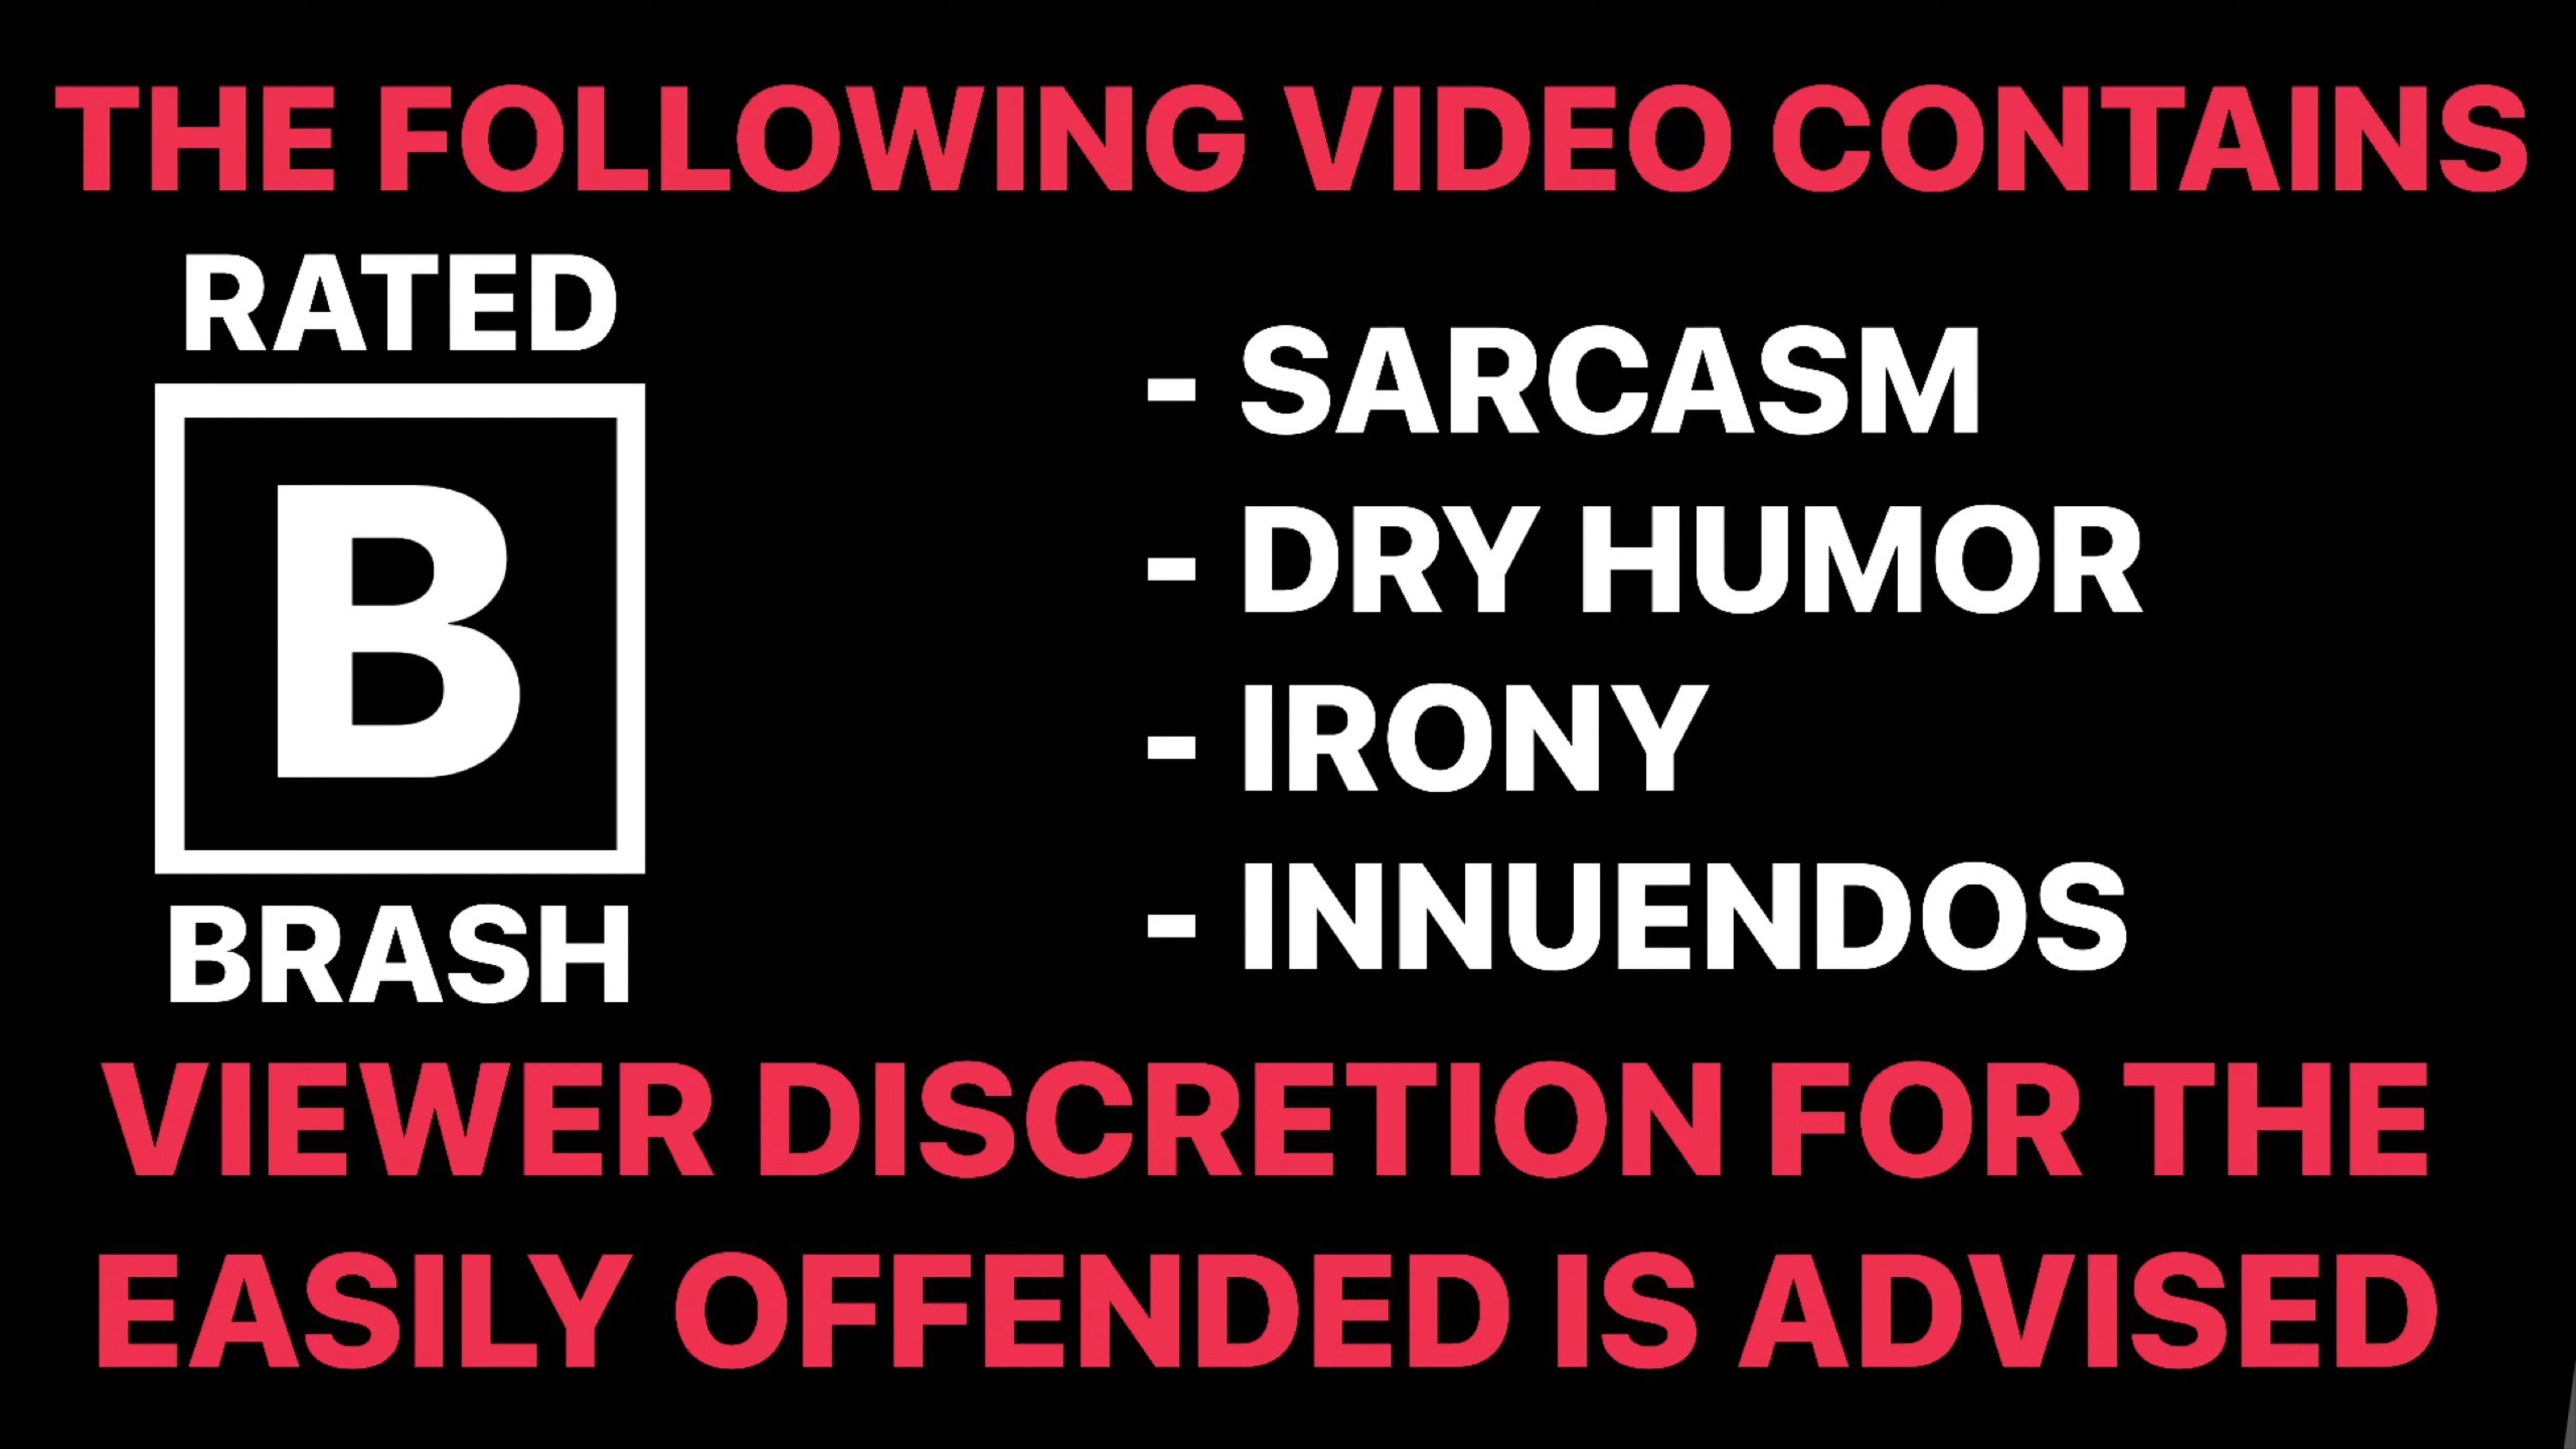 THE FOLLOWING VIDEO CONTAINS
RATED
B
BRASH
- SARCASM
- DRY HUMOR
- IRONY
- INNUENDOS
VIEWER DISCRETION FOR THE
EASILY OFFENDED IS ADVISED